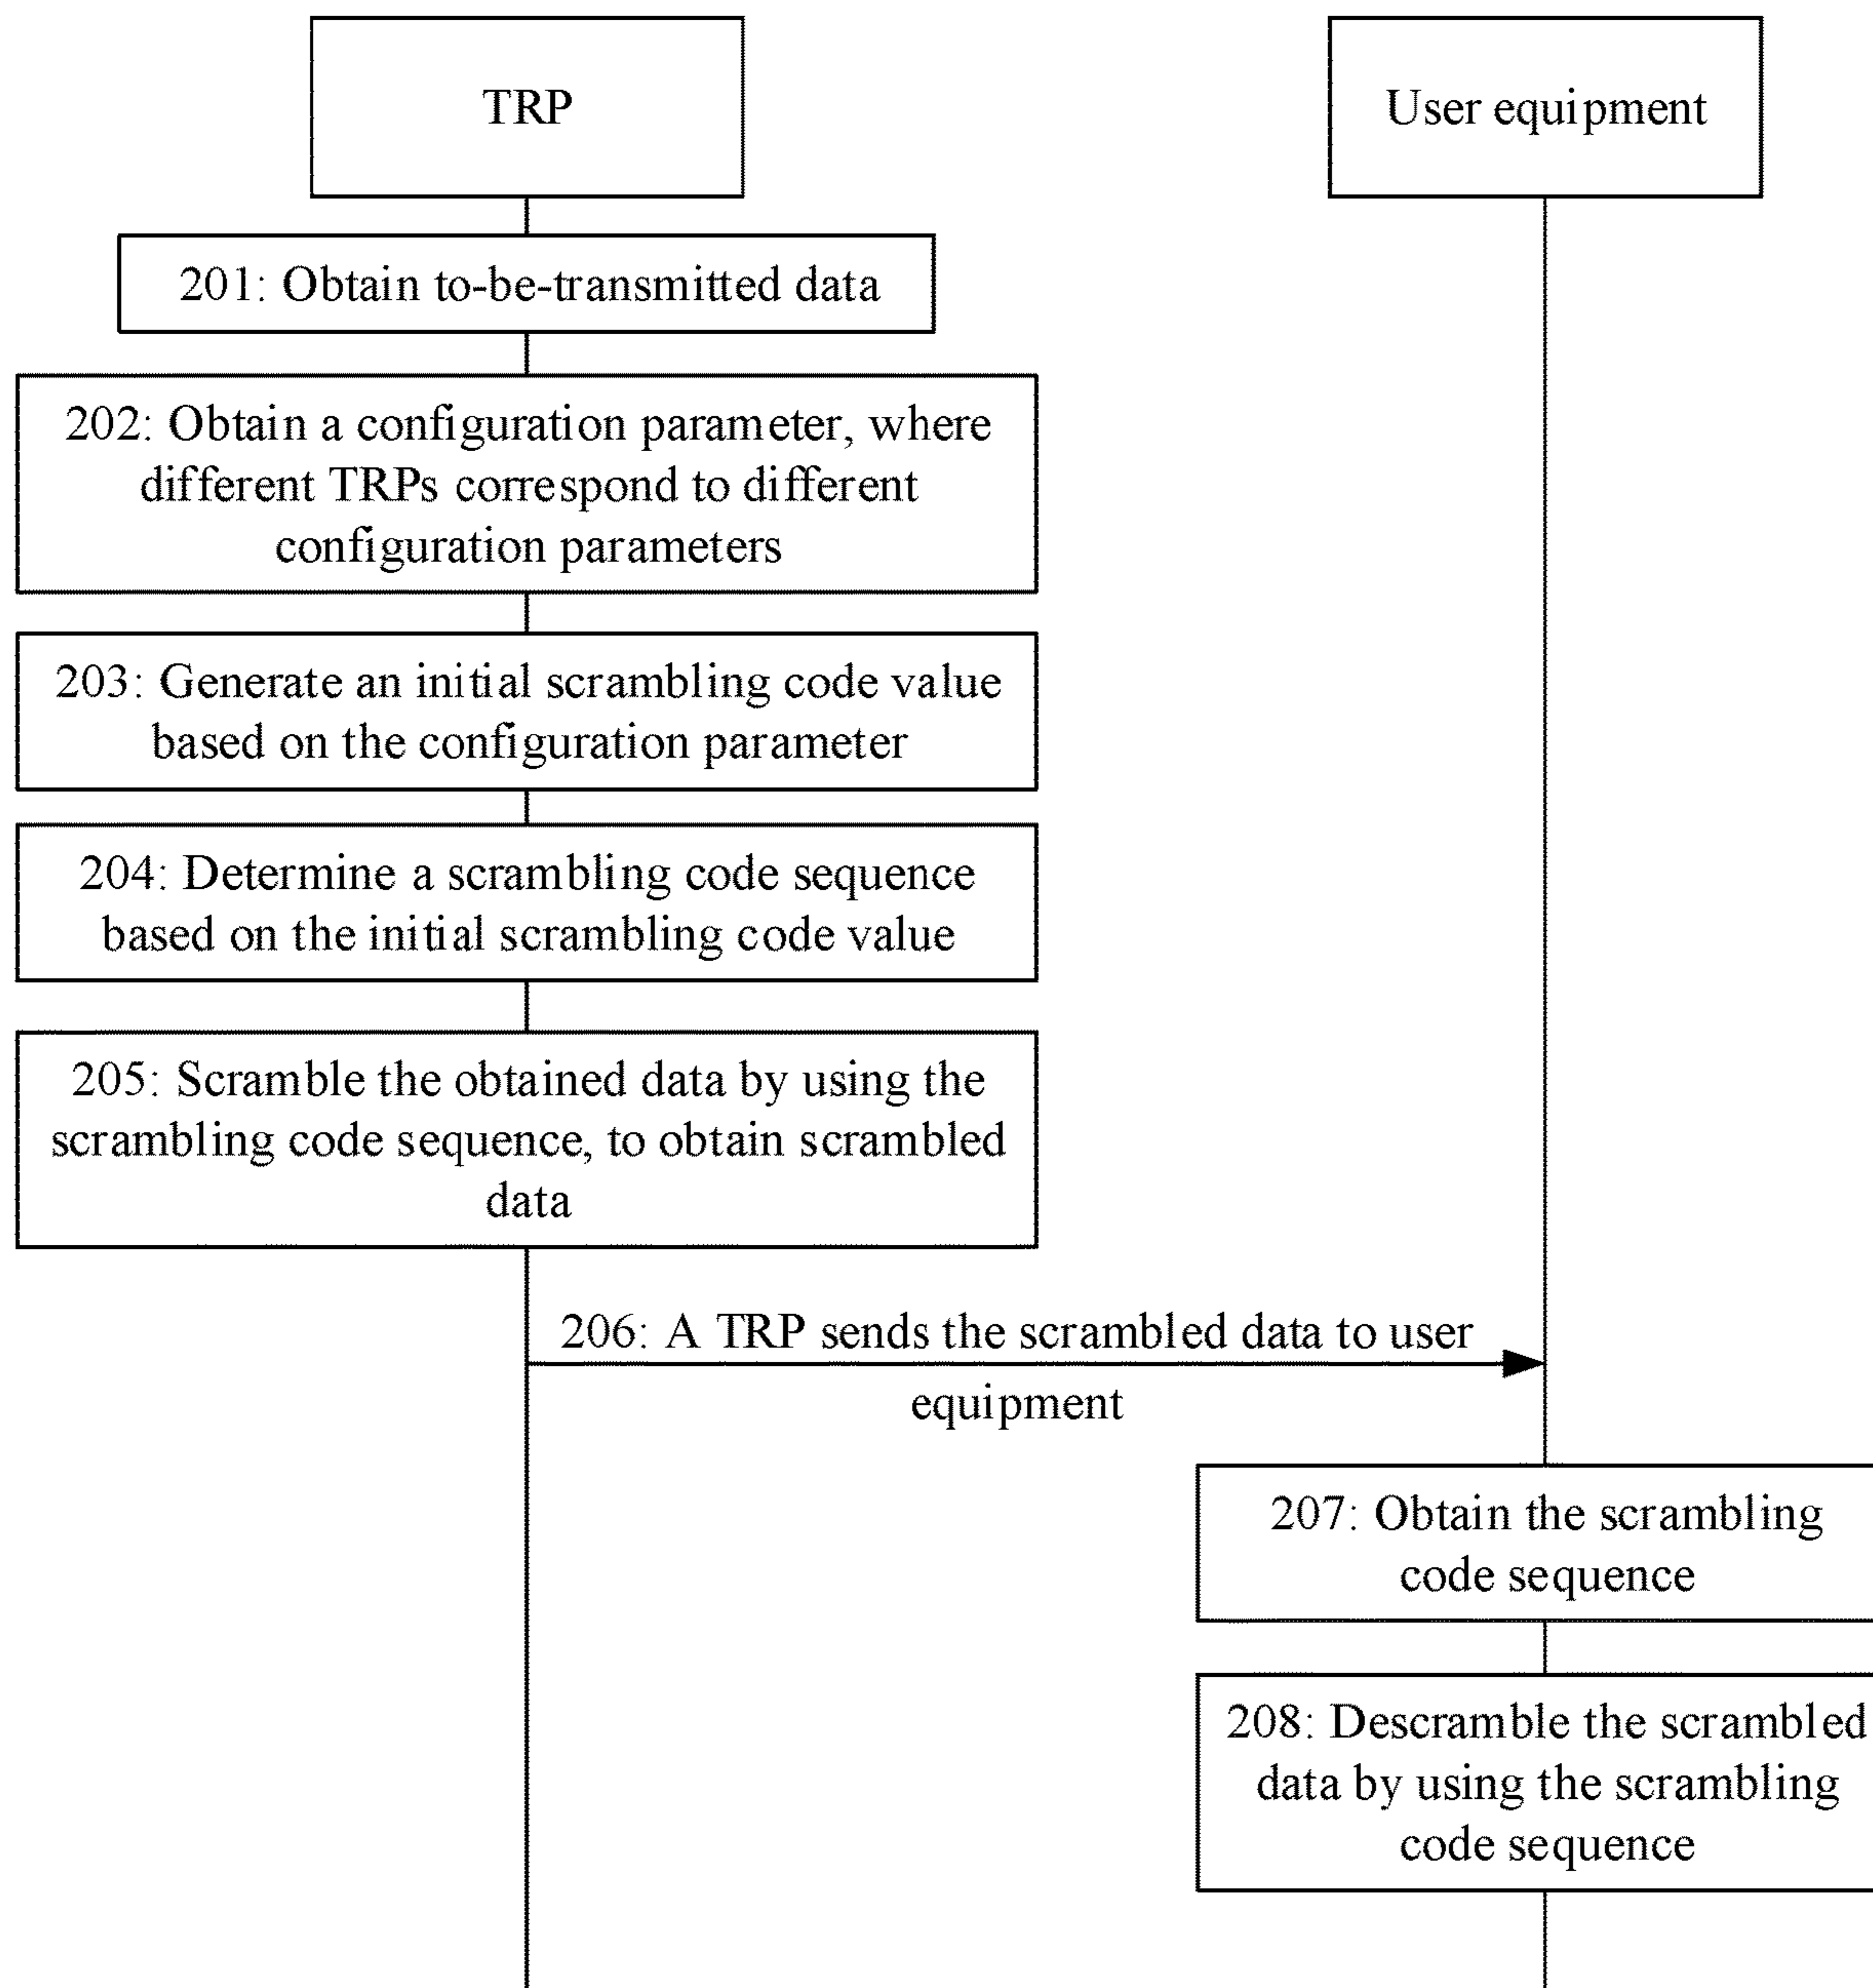 TRP
User equipment
201: Obtain to-be-transmitted data
202: Obtain a configuration parameter, where
different TRPs correspond to different
configuration parameters
203: Generate an initial scrambling code value
based on the configuration parameter
204: Determine a scrambling code sequence
based on the initial scrambling code value
205: Scramble the obtained data by using the
scrambling code sequence, to obtain scrambled
data
206: A TRP sends the scrambled data to user
equipment
207: Obtain the scrambling
code sequence
208: Descramble the scrambled
data by using the scrambling
code sequence